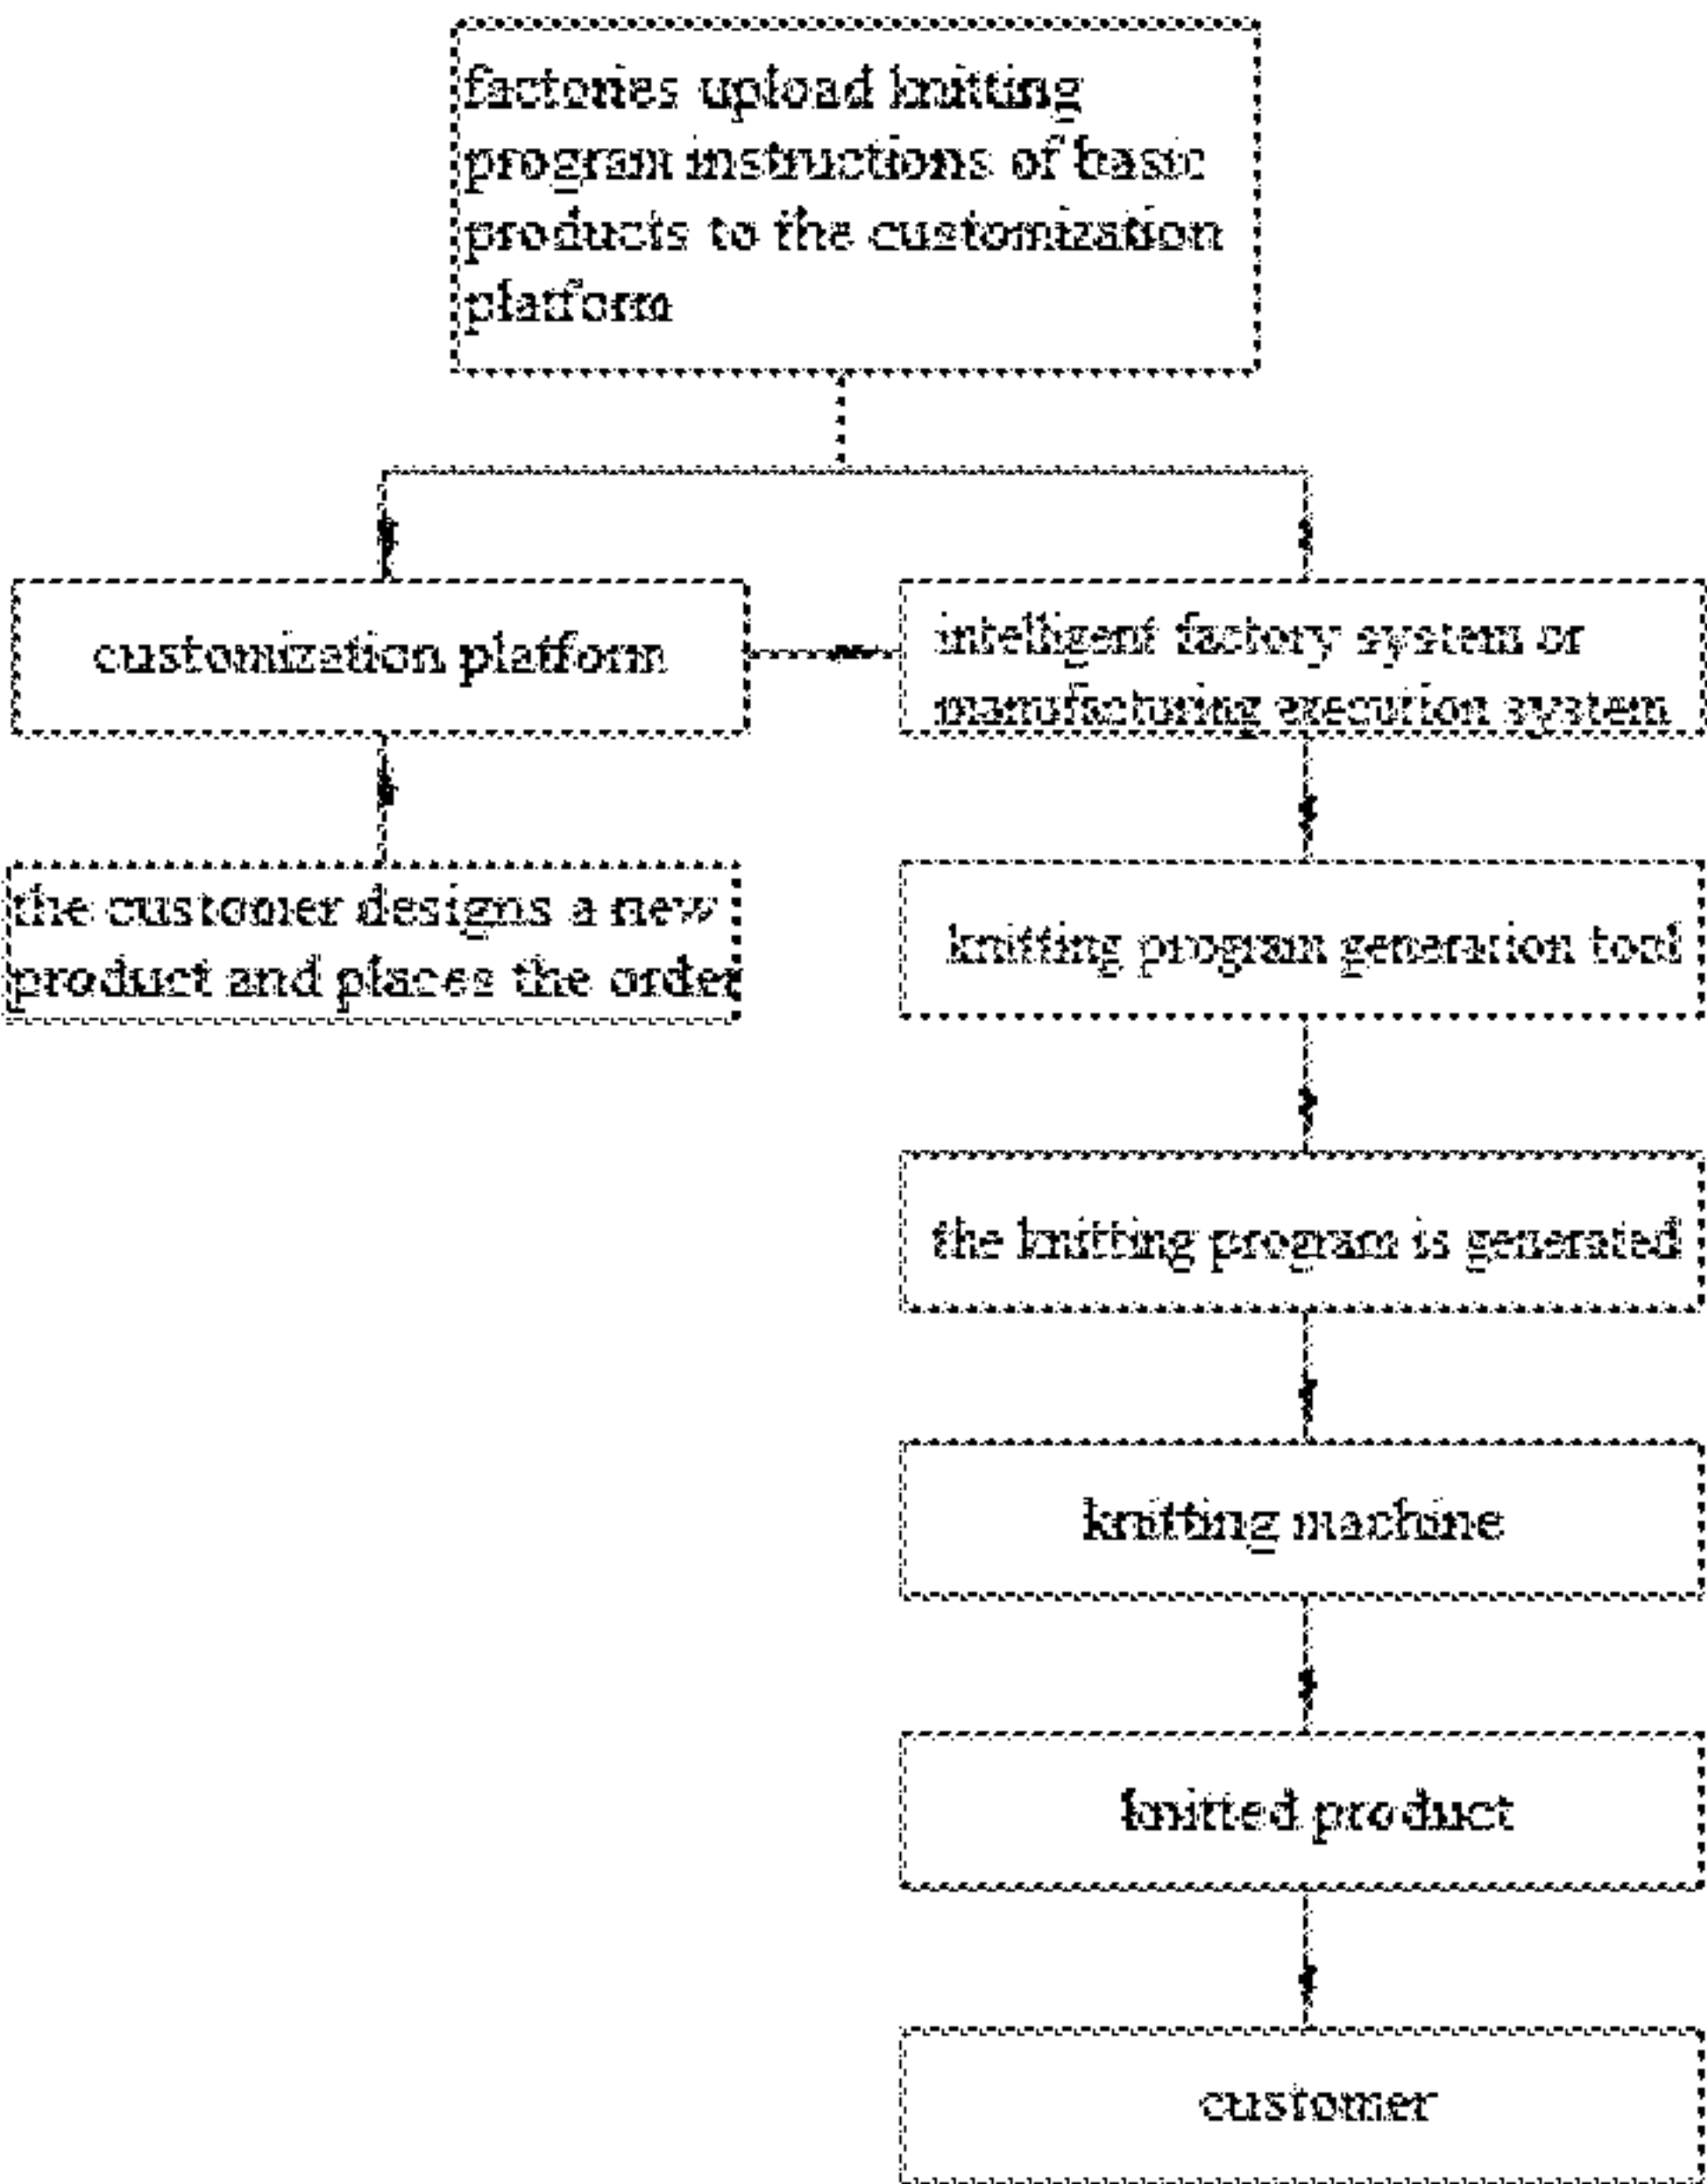 factories upload knitting
program instructions of basic
products to the customization
platform
customization platform
intelligent factory system or
manufacturing execution system
the customer designs a new
product and places the order
knitting program generation tool
the knitting program is generated
knitting machine
knitted product
customer